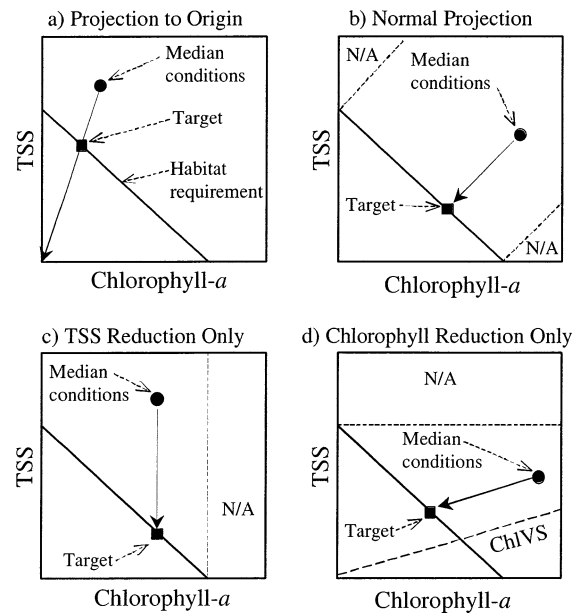 a) Projection to Origin
Median
conditions
Target
Habitat
requirement
TSS
Chlorophyll-a
b) Normal Projection
N/A
Median
conditions
Target
N/A
TSS
Chlorophyll-a
c) TSS Reduction Only
Median
conditions
N/A
Target
TSS
Chlorophyll-a
d) Chlorophyll Reduction Only
N/A
Median
conditions
Target
ChlVS
TSS
Chlorophyll-a